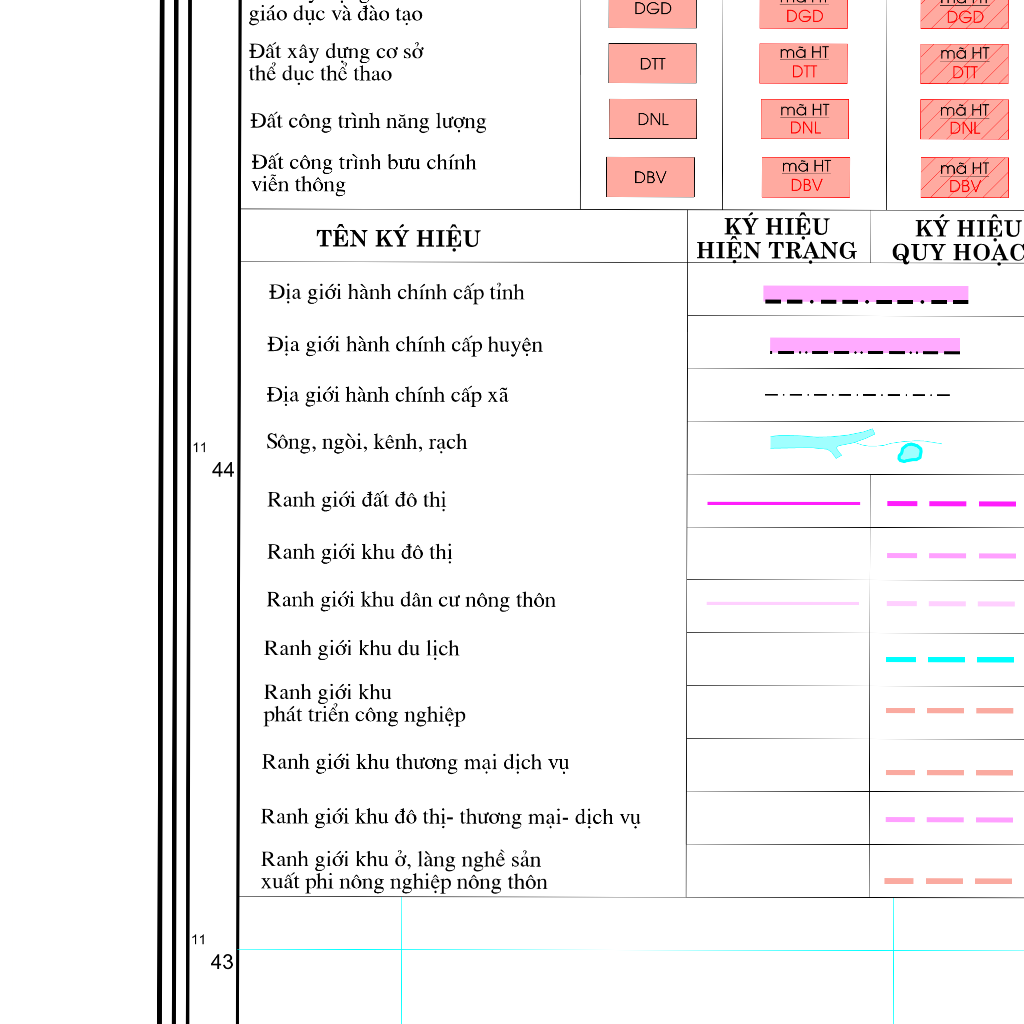 giáo dục và đào tạo
DGD
mã HT
DGD
mã HT
DGD
Đất xây dựng cơ sở
thể dục thể thao
DTT
mã HT
DTT
mã HT
DTT
Đất công trình năng lượng
DNL
mã HT
DNL
mã HT
DNL
Đất công trình bưu chính
viễn thông
DBV
mã HT
DBV
mã HT
DBV
TÊN KÝ HIỆU
KÝ HIỆU
HIỆN TRẠNG
KÝ HIỆU
QUY HOẠC
Địa giới hành chính cấp tỉnh
Địa giới hành chính cấp huyện
Địa giới hành chính cấp xã
Sông, ngòi, kênh, rạch
11
44
Ranh giới đất đô thị
Ranh giới khu đô thị
Ranh giới khu dân cư nông thôn
Ranh giới khu du lịch
Ranh giới khu
phát triển công nghiệp
Ranh giới khu thương mại dịch vụ
Ranh giới khu đô thị- thương mại- dịch vụ
Ranh giới khu ở, làng nghề sản
xuất phi nông nghiệp nông thôn
11
43